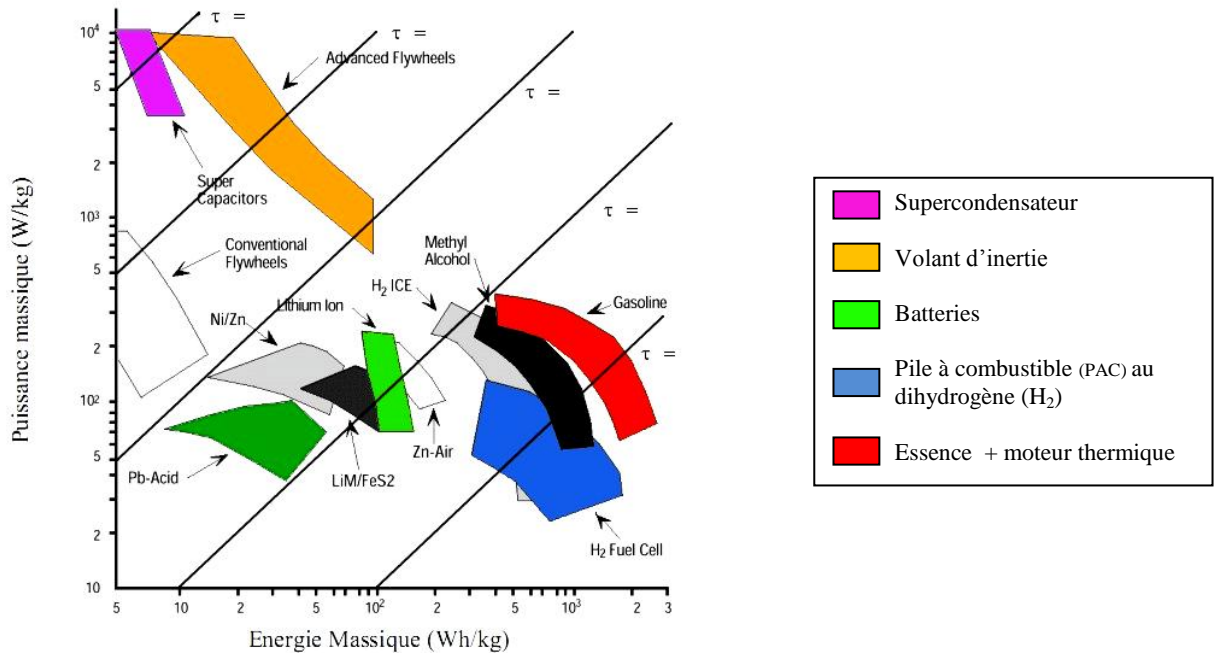 τ =
τ =
τ =
τ =
τ =
10⁴
5
2
10³
5
2
10²
5
2
10
Puissance massique (W/kg)
Advanced Flywheels
Super
Capacitors
Conventional
Flywheels
Methyl
Alcohol
H₂ ICE
Gasoline
Lithium Ion
Ni/Zn
Zn-Air
Pb-Acid
LiM/FeS2
H₂ Fuel Cell
5
10
2
5
10²
2
5
10³
2
3
Energie Massique (Wh/kg)
Supercondensateur
Volant d’inertie
Batteries
Pile à combustible (PAC) au
dihydrogène (H₂)
Essence + moteur thermique